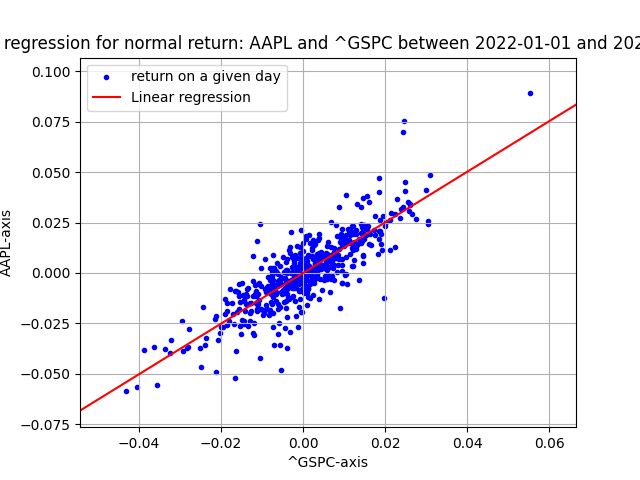 regression for normal return: AAPL and ^GSPC between 2022-01-01 and 202
return on a given day
Linear regression
0.100
0.075
0.050
0.025
0.000
−0.025
−0.050
−0.075
AAPL-axis
−0.04
−0.02
0.00
0.02
0.04
0.06
^GSPC-axis